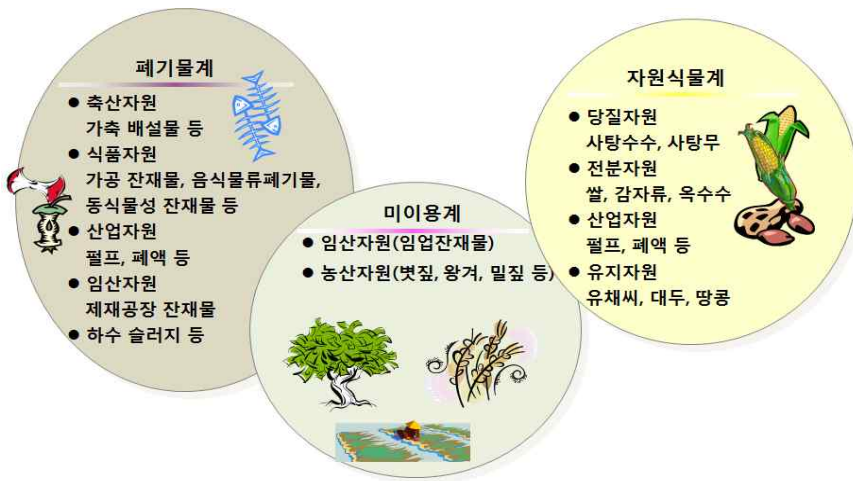 폐기물계
● 축산자원
가축 배설물 등
● 식품자원
가공 잔재물, 음식물류폐기물,
동식물성 잔재물 등
● 산업자원
펄프, 폐액 등
● 임산자원
제재공장 잔재물
● 하수 슬러지 등
미이용계
● 임산자원(임업잔재물)
● 농산자원(볏짚, 왕겨, 밀짚 등)
자원식물계
● 당질자원
사탕수수, 사탕무
● 전분자원
쌀, 감자류, 옥수수
● 산업자원
펄프, 폐액 등
● 유지자원
유채씨, 대두, 땅콩